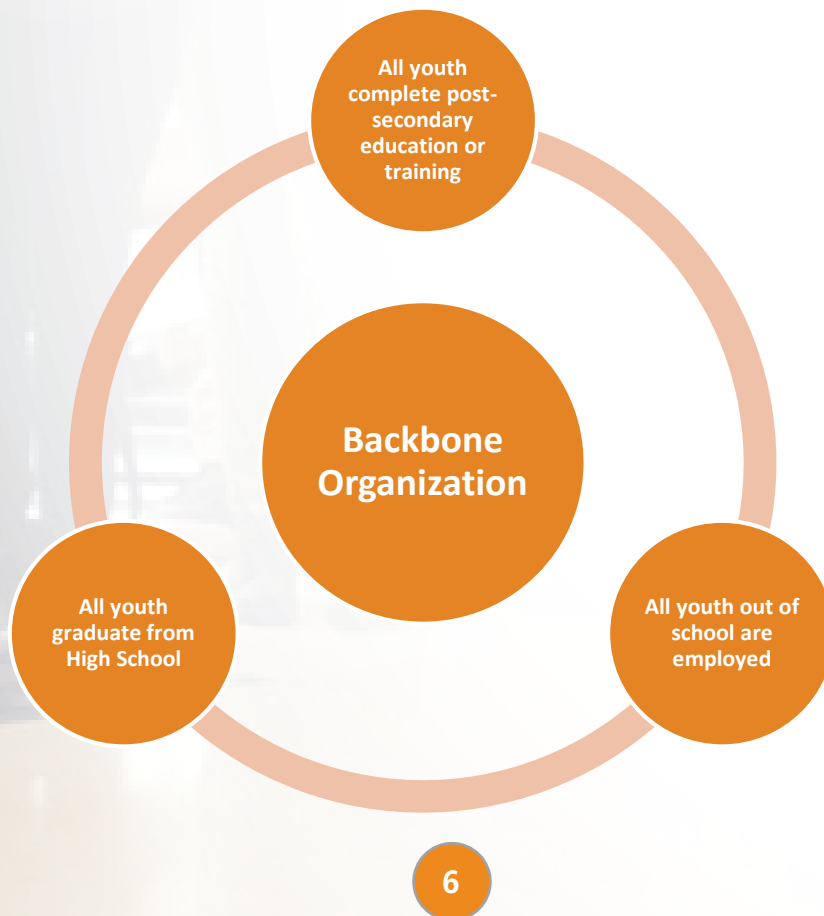 All youth
complete post-
secondary
education or
training
Backbone
Organization
All youth
graduate from
High School
All youth out of
school are
employed
6